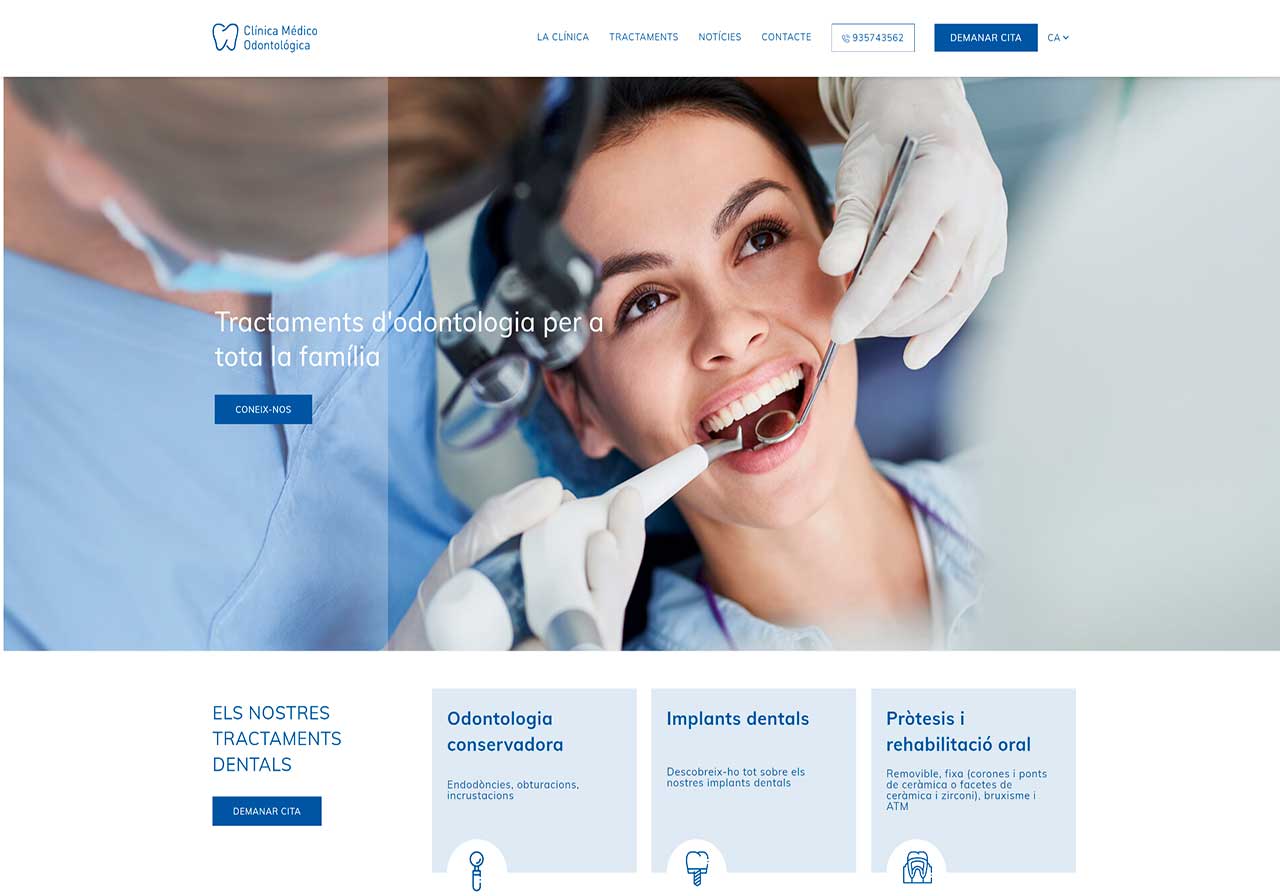 Clínica Médico
Odontológica
LA CLÍNICA
TRACTAMENTS
NOTÍCIES
CONTACTE
935743562
DEMANAR CITA
CA
Tractaments d'odontologia per a
tota la família
CONEIX-NOS
ELS NOSTRES
TRACTAMENTS
DENTALS
DEMANAR CITA
Odontologia
conservadora
Endodòncies, obturacions,
incrustacions
Implants dentals
Descobreix-ho tot sobre els
nostres implants dentals
Pròtesis i
rehabilitació oral
Removible, fixa (corones i ponts
de ceràmica o facetes de
ceràmica i zirconi), bruxisme i
ATM